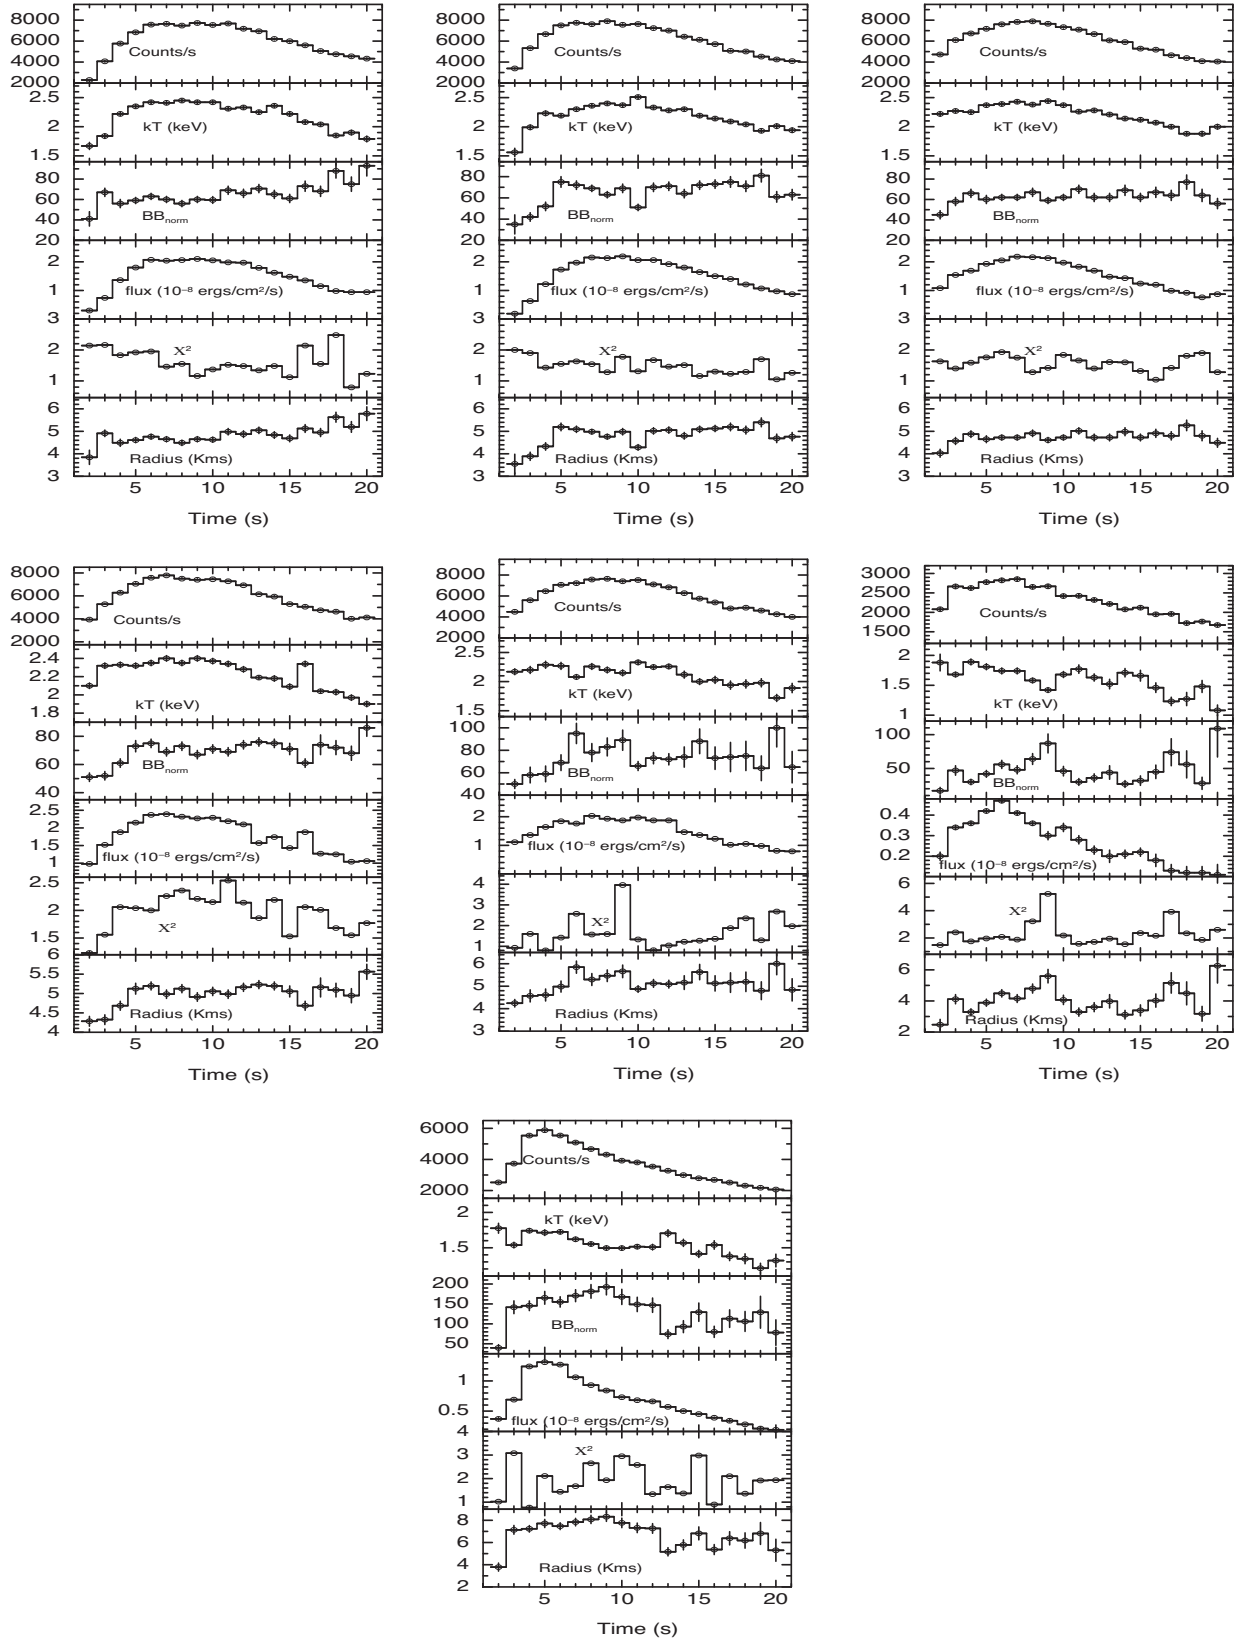 8000
6000
4000
2000
Counts/s
2.5
2
1.5
kT (keV)
80
60
40
20
BBnorm
2
1
flux (10⁻⁸ ergs/cm²/s)
3
2
1
X²
6
5
4
3
Radius (Kms)
5 10 15 20
Time (s)
8000
6000
4000
2000
Counts/s
2.5
2
1.5
kT (keV)
80
60
40
20
BBnorm
2
1
flux (10⁻⁸ ergs/cm²/s)
3
2
1
X²
6
5
4
3
Radius (Kms)
5 10 15 20
Time (s)
8000
6000
4000
2000
Counts/s
2.5
2
1.5
kT (keV)
80
60
40
20
BBnorm
2
1
flux (10⁻⁸ ergs/cm²/s)
3
2
1
X²
6
5
4
3
Radius (Kms)
5 10 15 20
Time (s)
8000
6000
4000
2000
Counts/s
2.4
2.2
2
1.8
kT (keV)
80
60
40
BBnorm
2.5
2
1.5
1
flux (10⁻⁸ ergs/cm²/s)
2.5
2
1.5
X²
6
5.5
5
4.5
4
Radius (Kms)
5 10 15 20
Time (s)
8000
6000
4000
2000
Counts/s
2.5
2
1.5
kT (keV)
100
80
60
40
BBnorm
2
1
flux (10⁻⁸ ergs/cm²/s)
4
3
2
1
X²
6
5
4
3
Radius (Kms)
5 10 15 20
Time (s)
3000
2500
2000
1500
Counts/s
2
1.5
1
kT (keV)
100
50
BBnorm
0.4
0.3
0.2
flux (10⁻⁸ ergs/cm²/s)
6
4
2
X²
6
4
2
Radius (Kms)
5 10 15 20
Time (s)
6000
4000
2000
Counts/s
2
1.5
kT (keV)
200
150
100
50
BBnorm
1
0.5
flux (10⁻⁸ ergs/cm²/s)
4
3
2
1
X²
8
6
4
2
Radius (Kms)
5 10 15 20
Time (s)